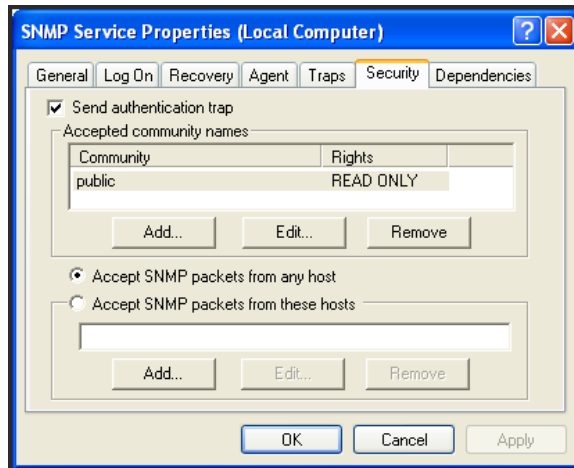 SNMP Service Properties (Local Computer)
General Log On Recovery Agent Traps Security Dependencies
Send authentication trap
Accepted community names
Community Rights
public READ ONLY
Add... Edit... Remove
Accept SNMP packets from any host
Accept SNMP packets from these hosts
Add... Edit... Remove
OK Cancel Apply